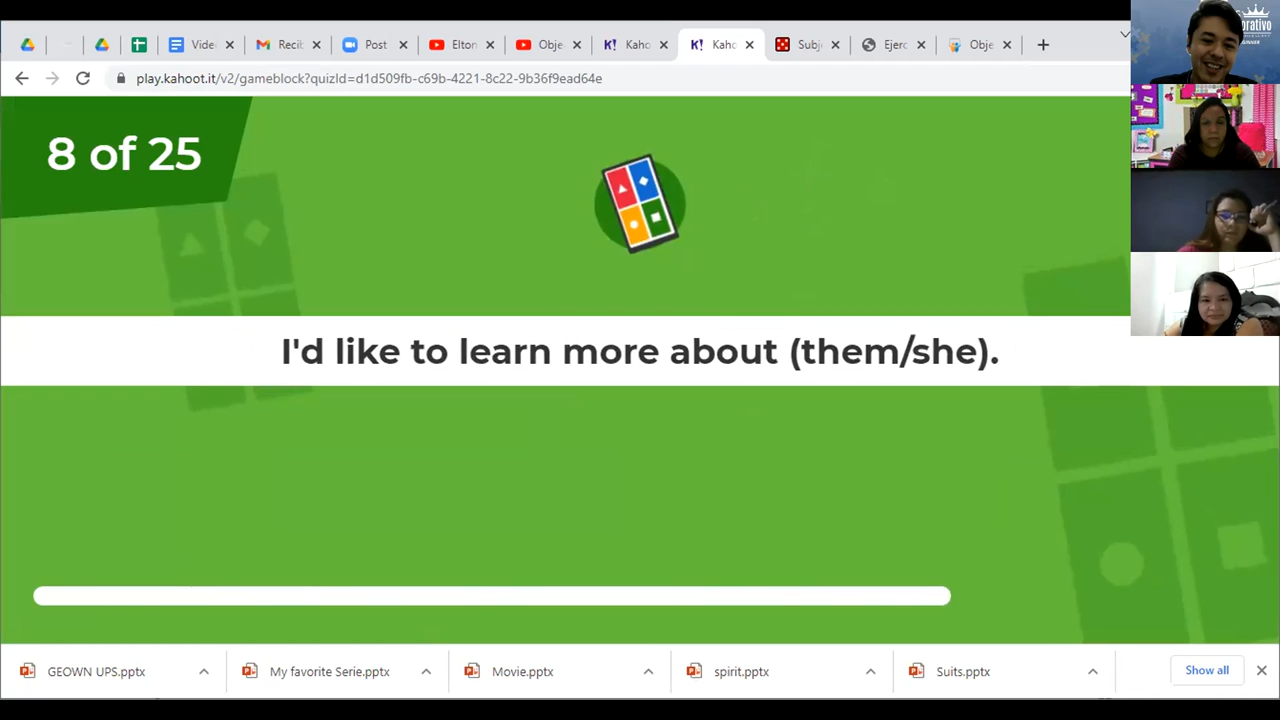 Vide
Recib
Post
Elton
Ove
K! Kaho
K! Kaho
Subj
Ejerc
Obje
play.kahoot.it/v2/gameblock?quizId=d1d509fb-c69b-4221-8c22-9b36f9ead64e
8 of 25
I'd like to learn more about (them/she).
GEOWN UPS.pptx
My favorite Serie.pptx
Movie.pptx
spirit.pptx
Suits.pptx
Show all